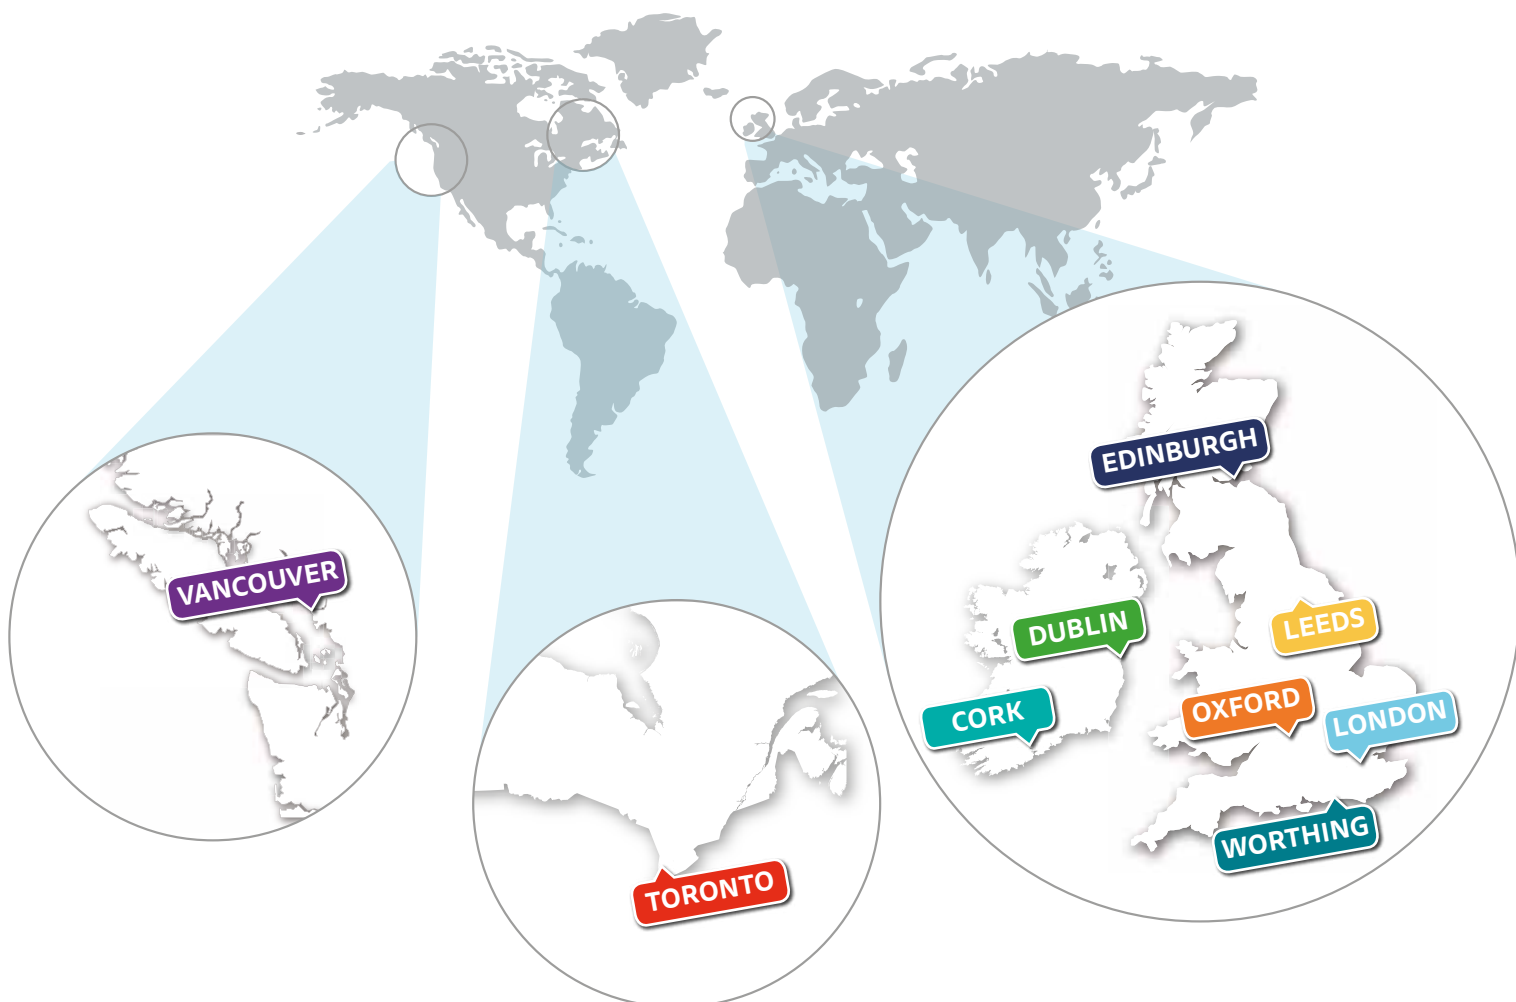 EDINBURGH
VANCOUVER
DUBLIN
LEEDS
CORK
OXFORD
LONDON
WORTHING
TORONTO